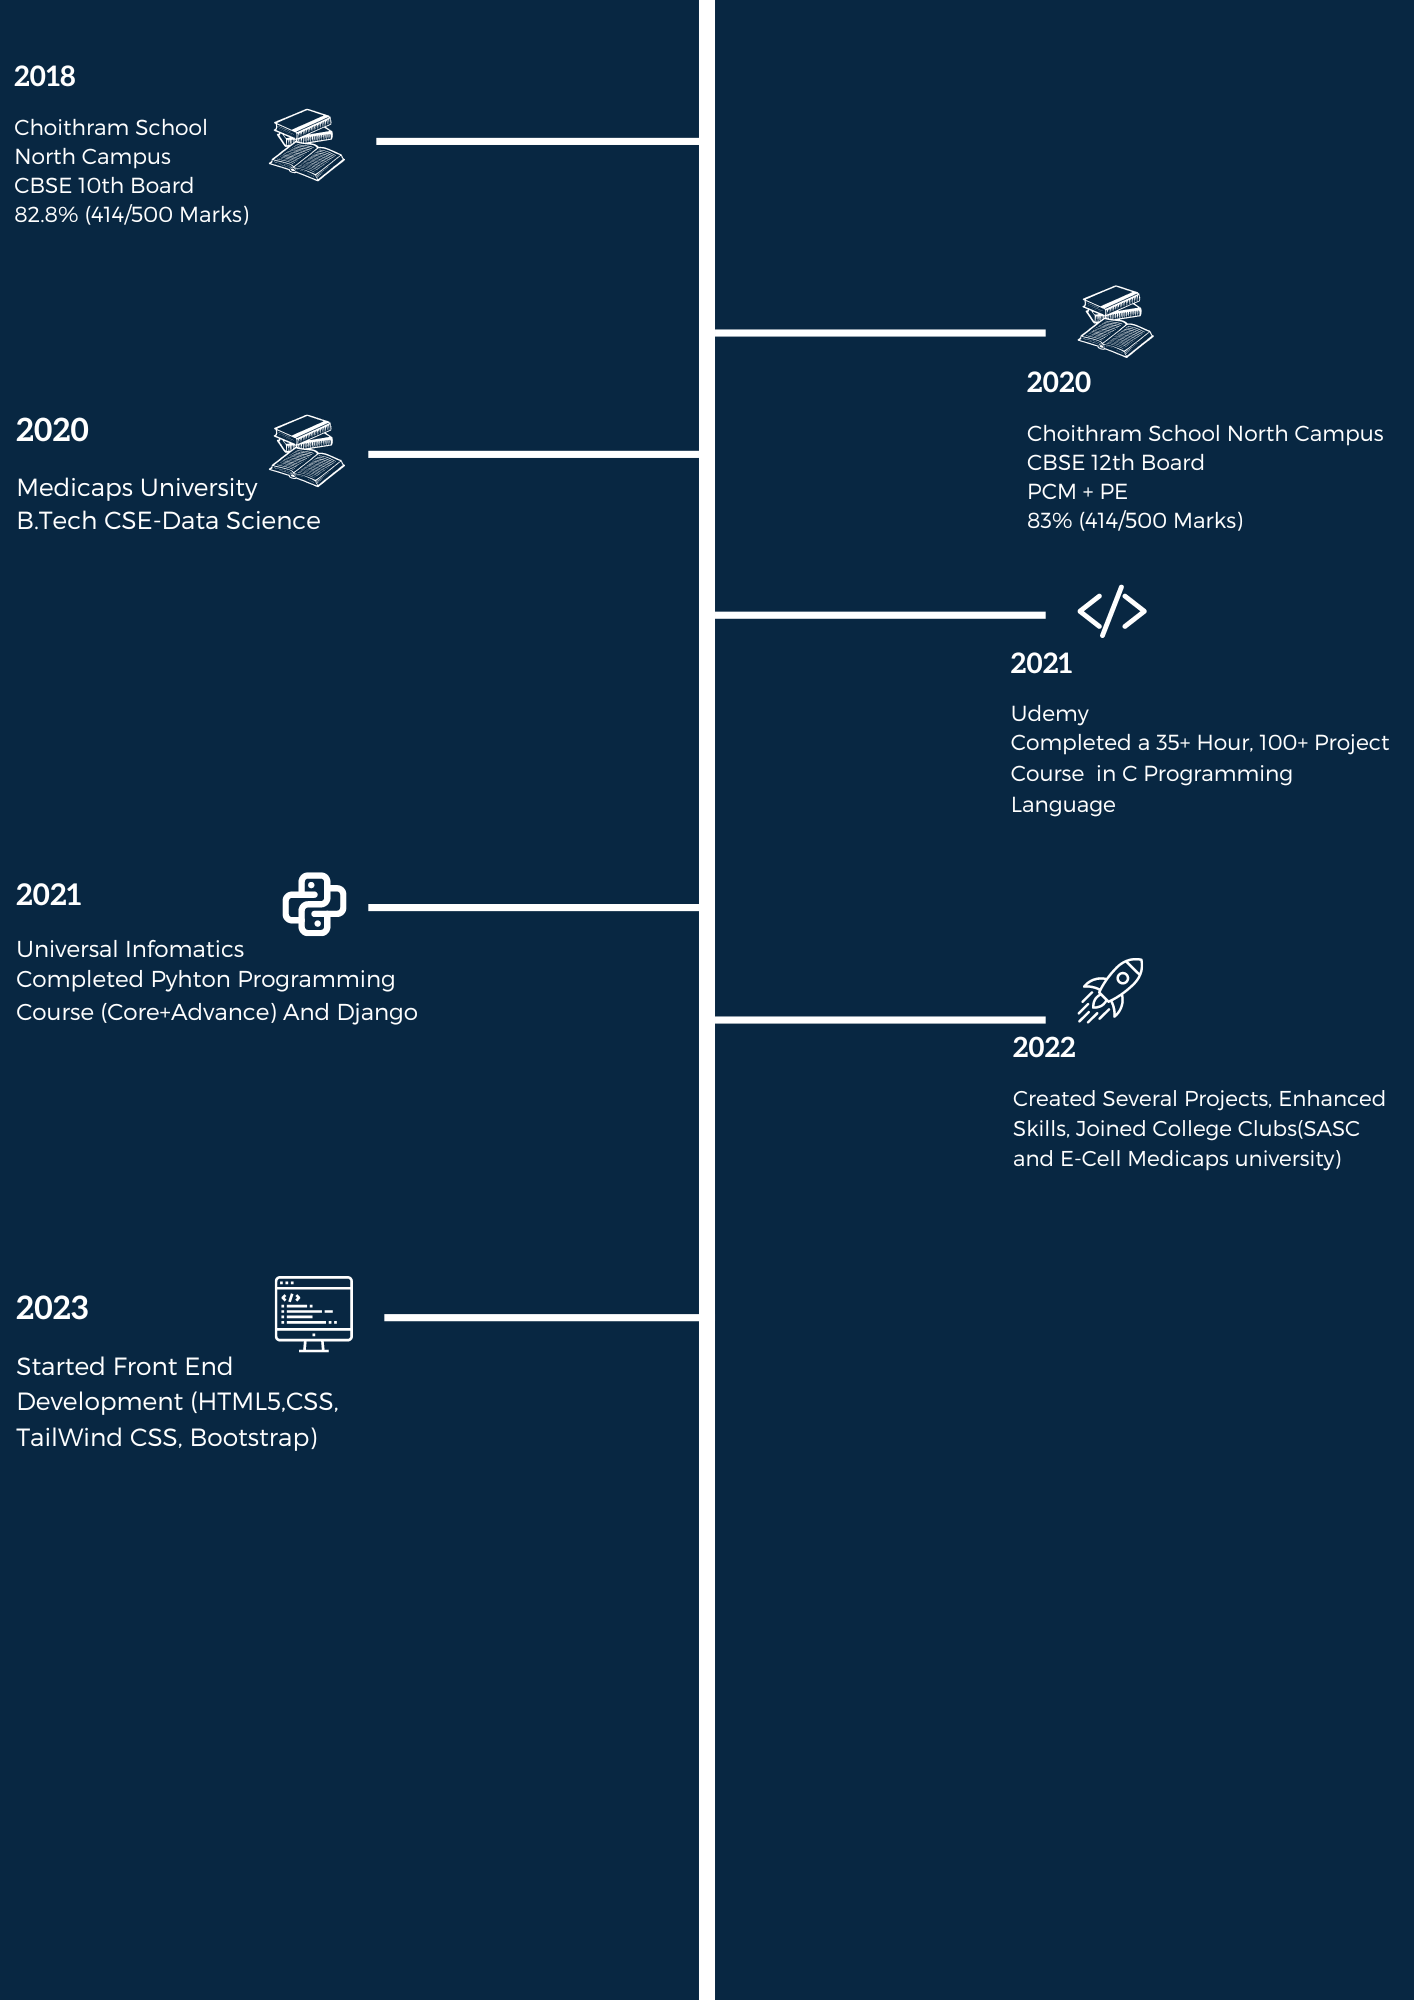 2018
Choithram School
North Campus
CBSE 10th Board
82.8% (414/500 Marks)
2020
Choithram School North Campus
CBSE 12th Board
PCM + PE
83% (414/500 Marks)
2020
Medicaps University
B.Tech CSE-Data Science
2021
Udemy
Completed a 35+ Hour, 100+ Project
Course in C Programming
Language
2021
Universal Infomatics
Completed Pyhton Programming
Course (Core+Advance) And Django
2022
Created Several Projects, Enhanced
Skills, Joined College Clubs(SASC
and E-Cell Medicaps university)
2023
Started Front End
Development (HTML5,CSS,
TailWind CSS, Bootstrap)